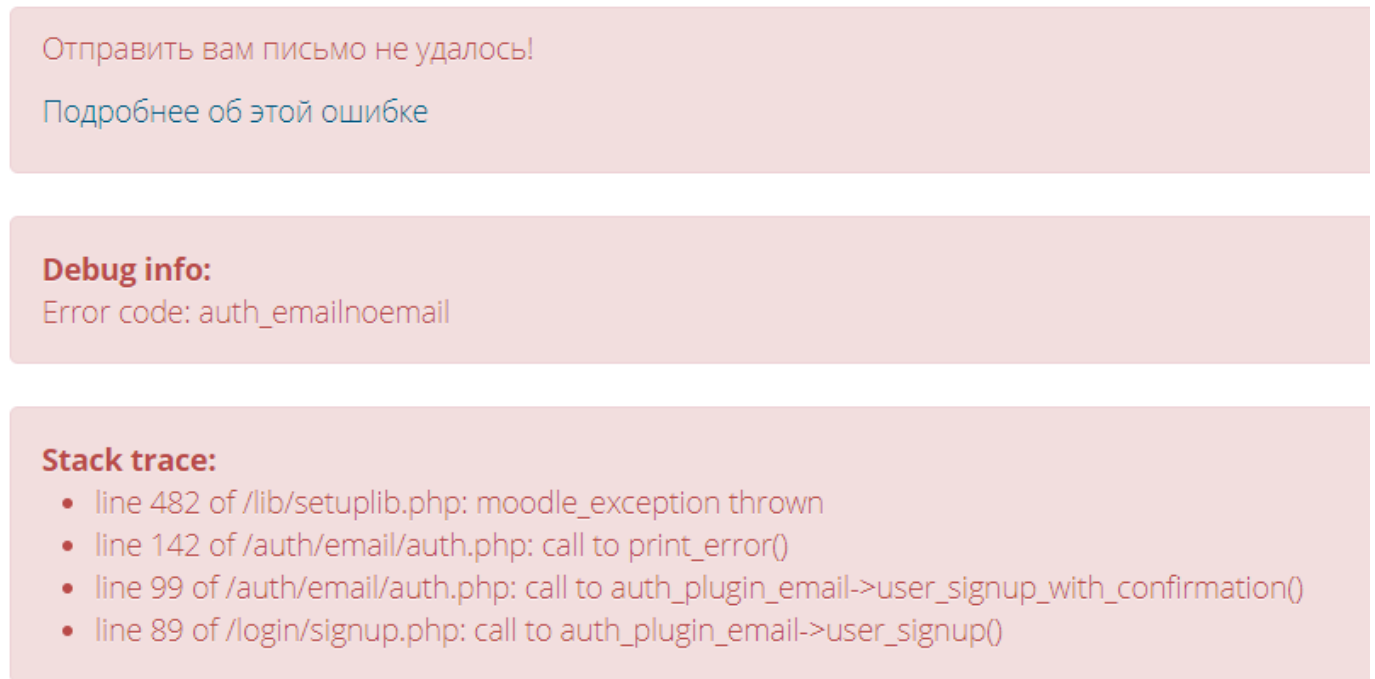 Отправить вам письмо не удалось!
Подробнее об этой ошибке
Debug info:
Error code: auth_emailnoemail
Stack trace:
• line 482 of /lib/setuplib.php: moodle_exception thrown
• line 142 of /auth/email/auth.php: call to print_error()
• line 99 of /auth/email/auth.php: call to auth_plugin_email->user_signup_with_confirmation()
• line 89 of /login/signup.php: call to auth_plugin_email->user_signup()